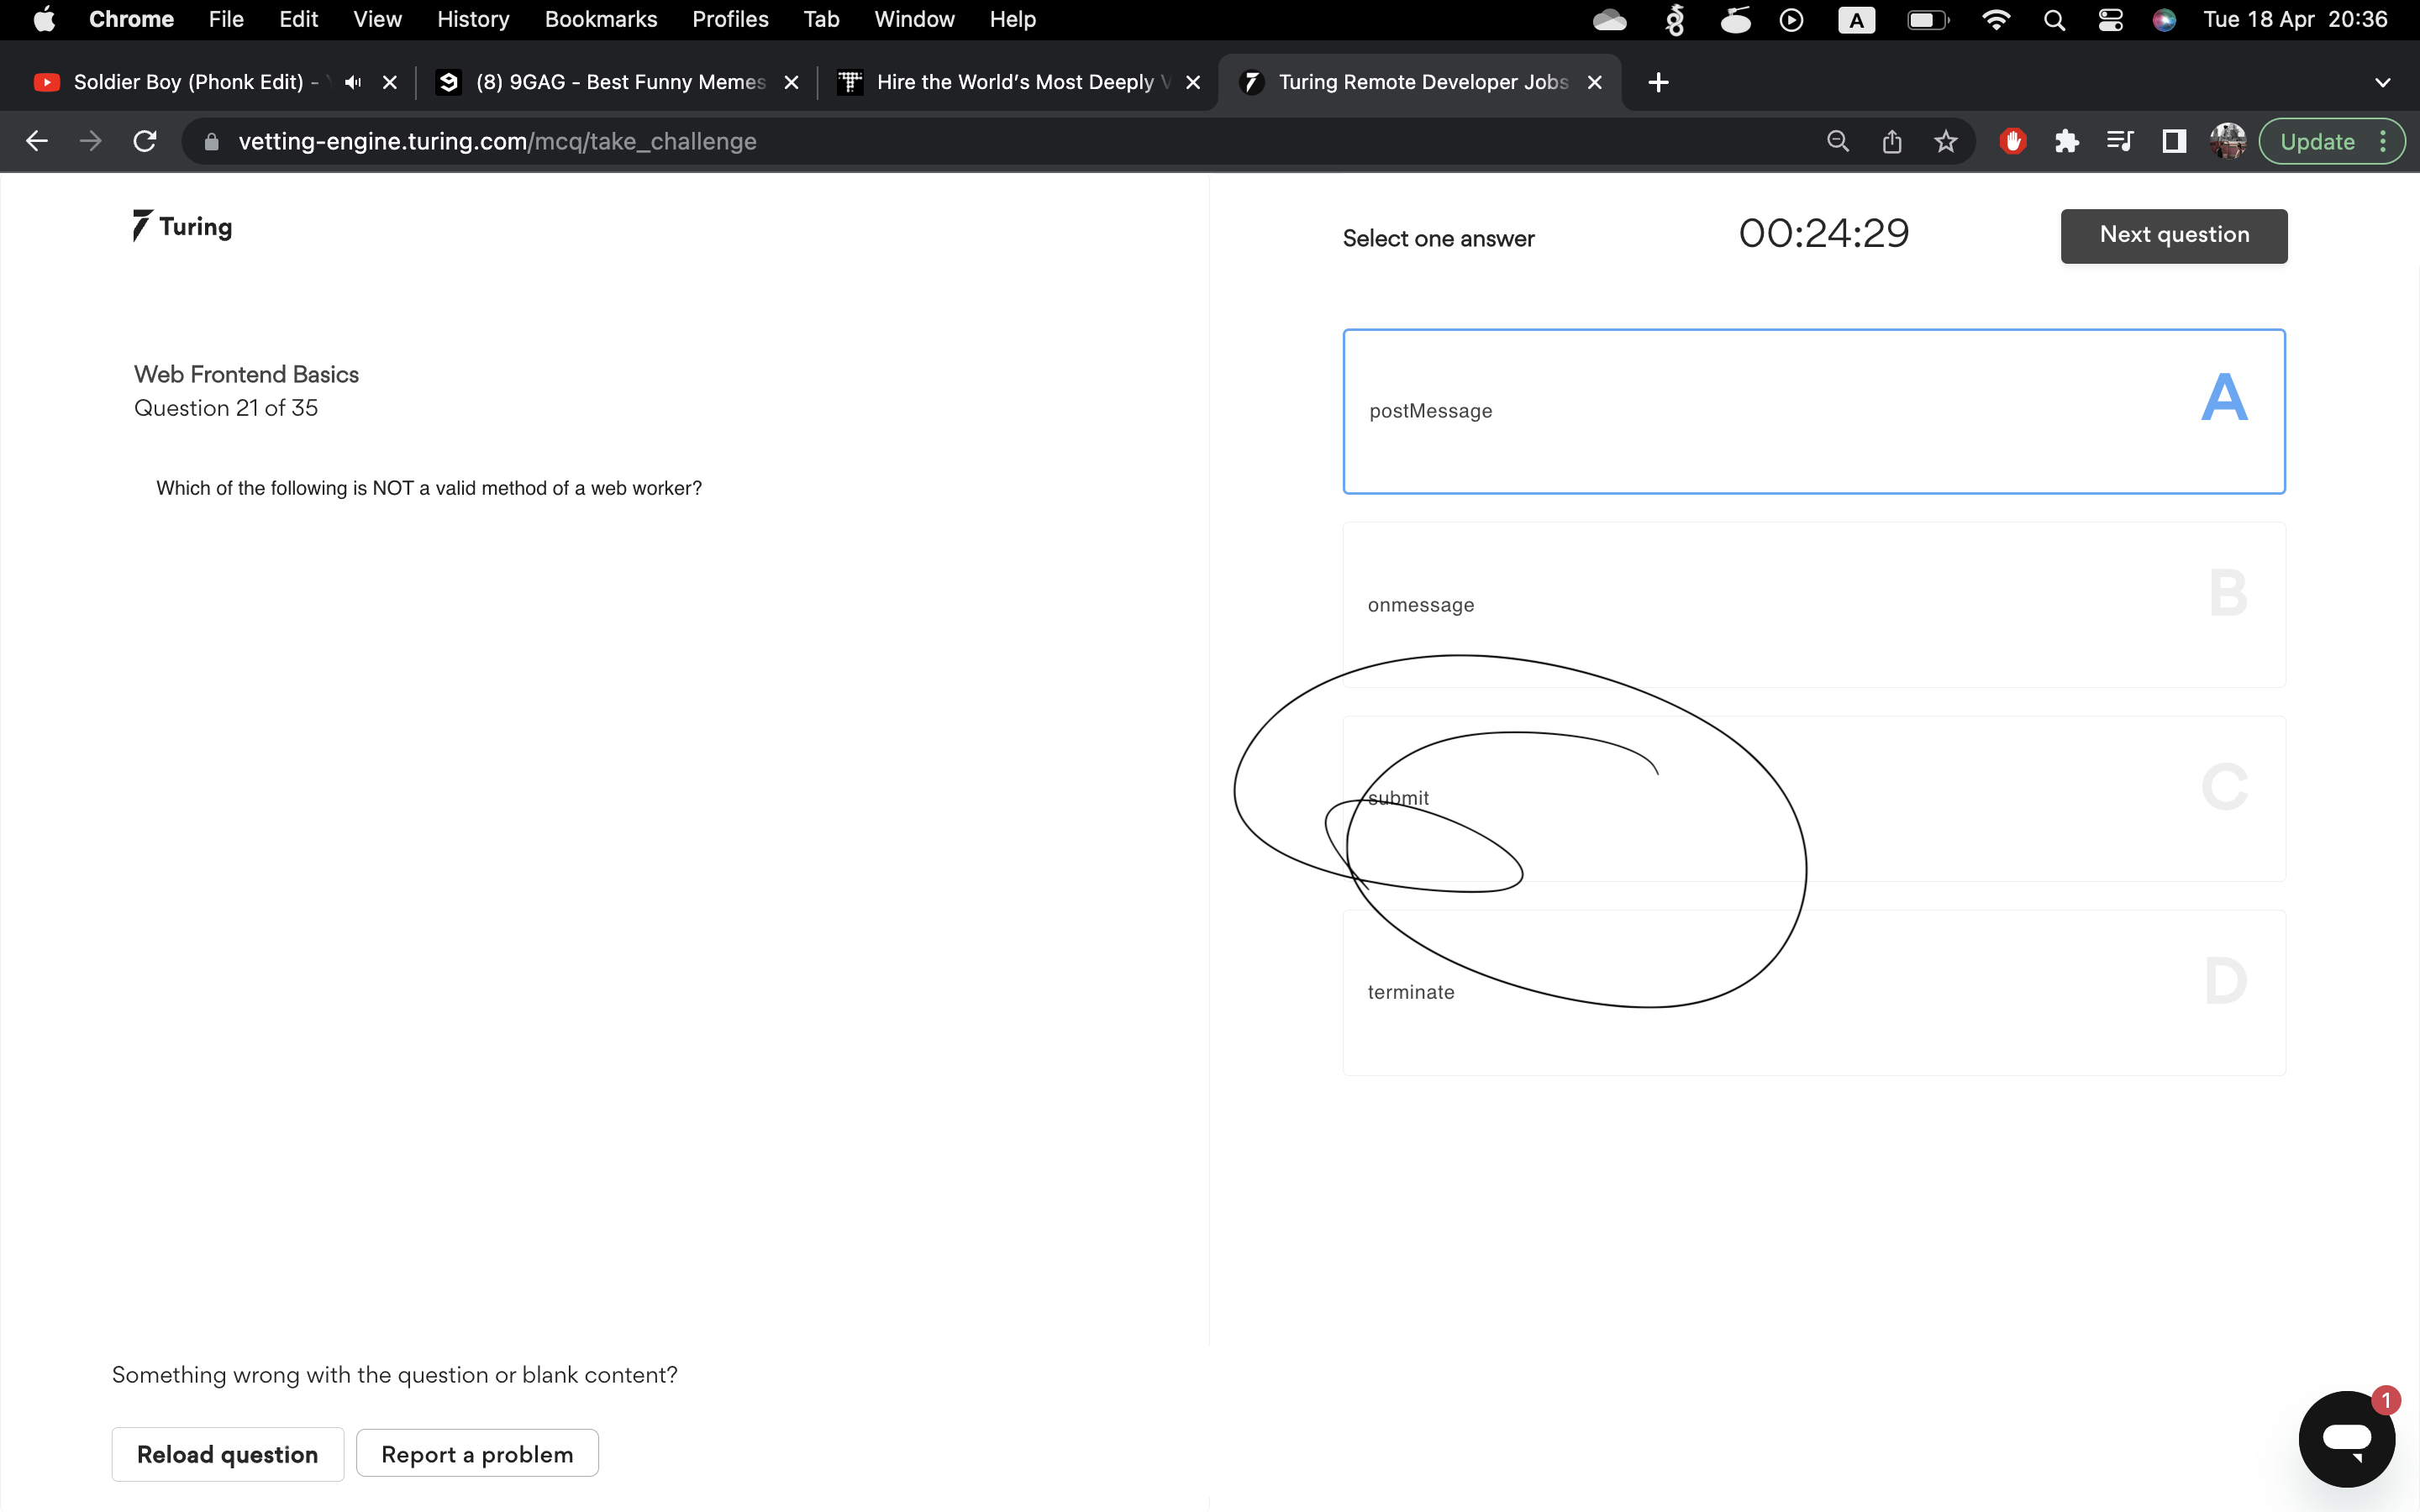 Chrome File Edit View History Bookmarks Profiles Tab Window Help A Tue 18 Apr 20:36
Soldier Boy (Phonk Edit) - (8) 9GAG - Best Funny Memes Hire the World's Most Deeply V Turing Remote Developer Jobs
vetting-engine.turing.com/mcq/take_challenge Update
Turing
Select one answer
00:24:29
Next question
Web Frontend Basics
Question 21 of 35
Which of the following is NOT a valid method of a web worker?
postMessage A
onmessage B
submit C
terminate D
Something wrong with the question or blank content?
Reload question Report a problem
1